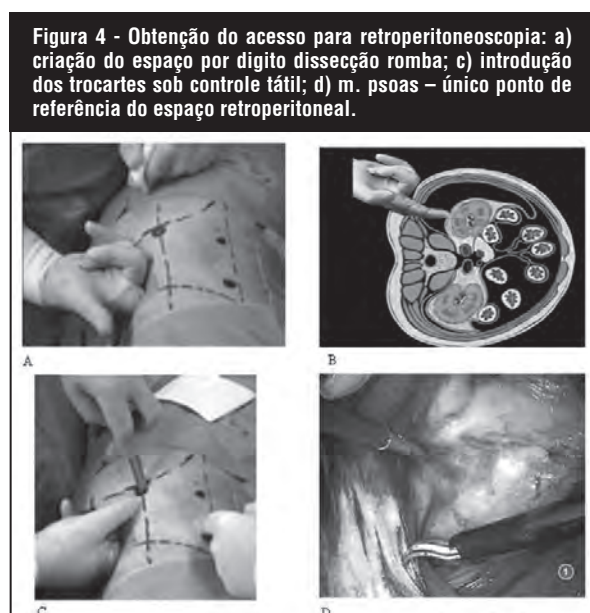 Figura 4 - Obtenção do acesso para retroperitoneoscopia: a)
criação do espaço por digito dissecção romba; c) introdução
dos trocartes sob controle tátil; d) m. psoas – único ponto de
referência do espaço retroperitoneal.
A
B
C
D
1